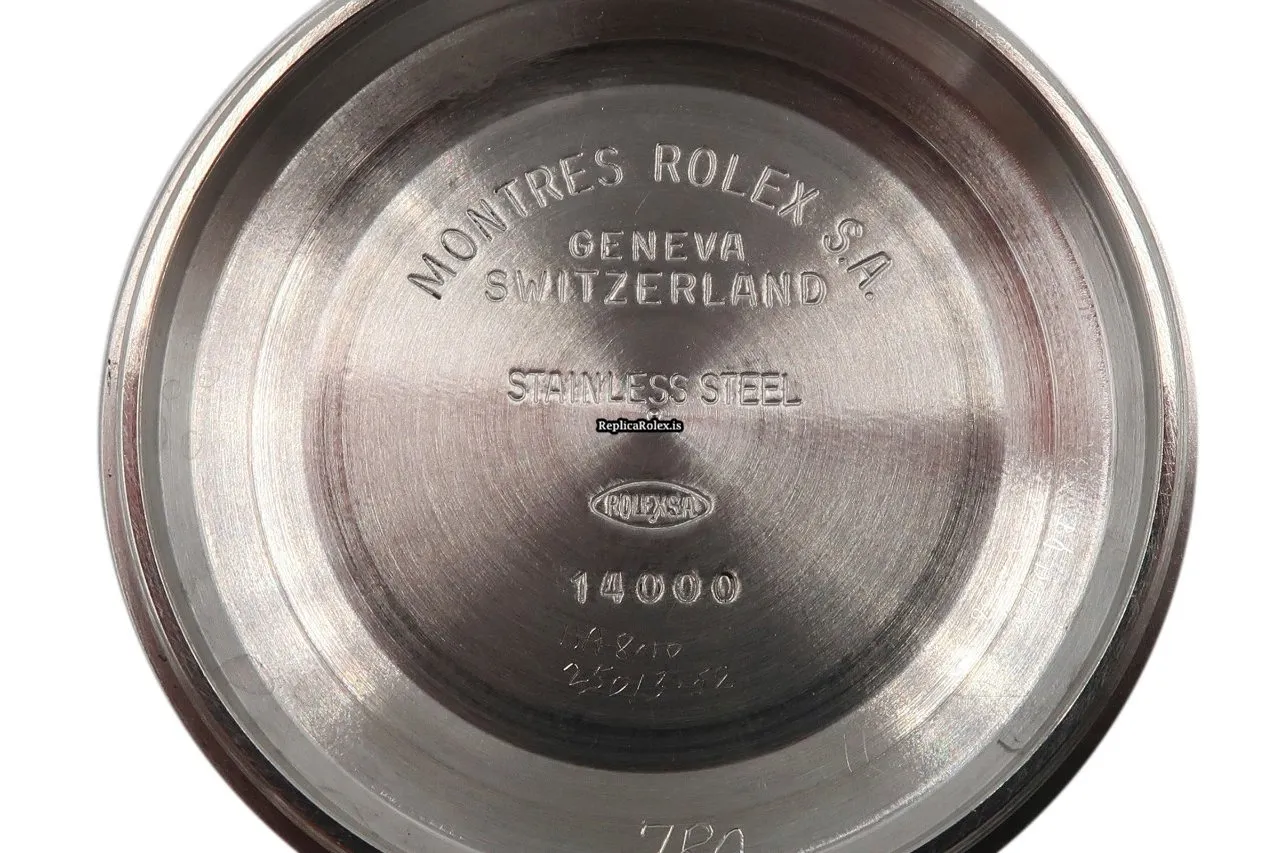 MONTRES ROLEX S.A.
GENEVA
SWITZERLAND
STAINLESS STEEL
ReplicaRolex.is
ROLEX S.A.
14000